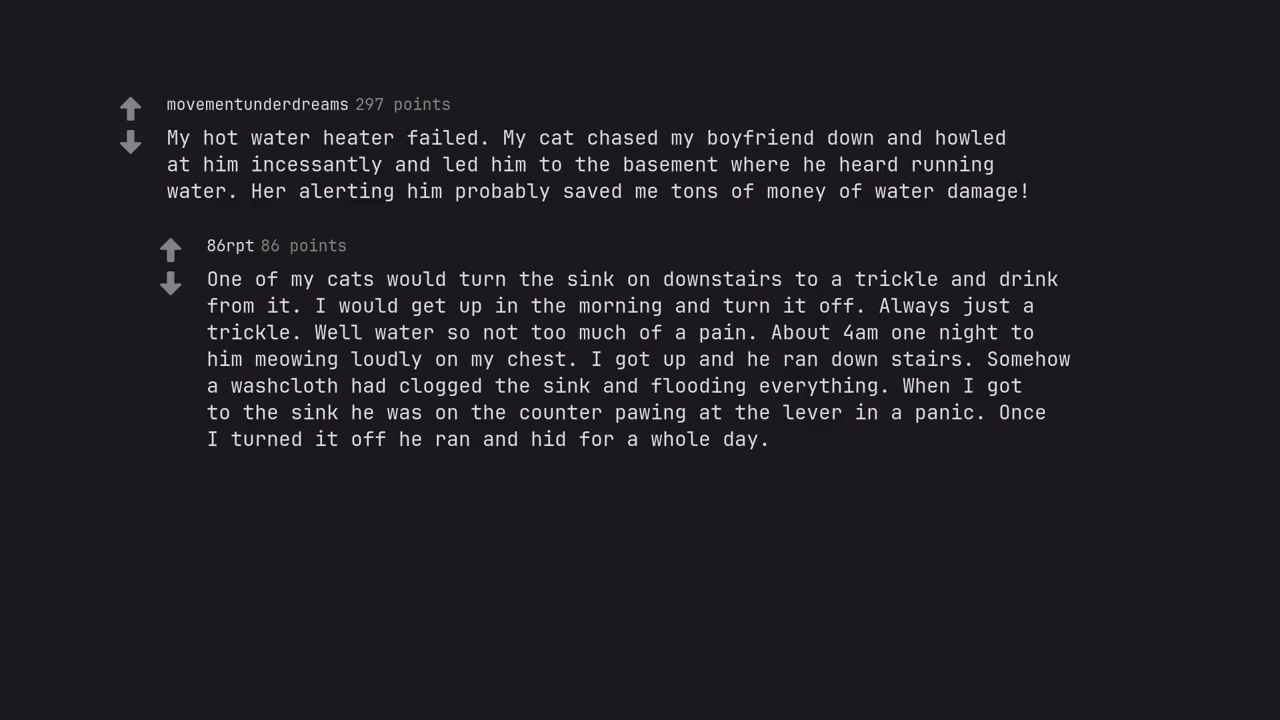 movementunderdreams 297 points
My hot water heater failed. My cat chased my boyfriend down and howled
at him incessantly and led him to the basement where he heard running
water. Her alerting him probably saved me tons of money of water damage!
86rpt 86 points
One of my cats would turn the sink on downstairs to a trickle and drink
from it. I would get up in the morning and turn it off. Always just a
trickle. Well water so not too much of a pain. About 4am one night to
him meowing loudly on my chest. I got up and he ran down stairs. Somehow
a washcloth had clogged the sink and flooding everything. When I got
to the sink he was on the counter pawing at the lever in a panic. Once
I turned it off he ran and hid for a whole day.